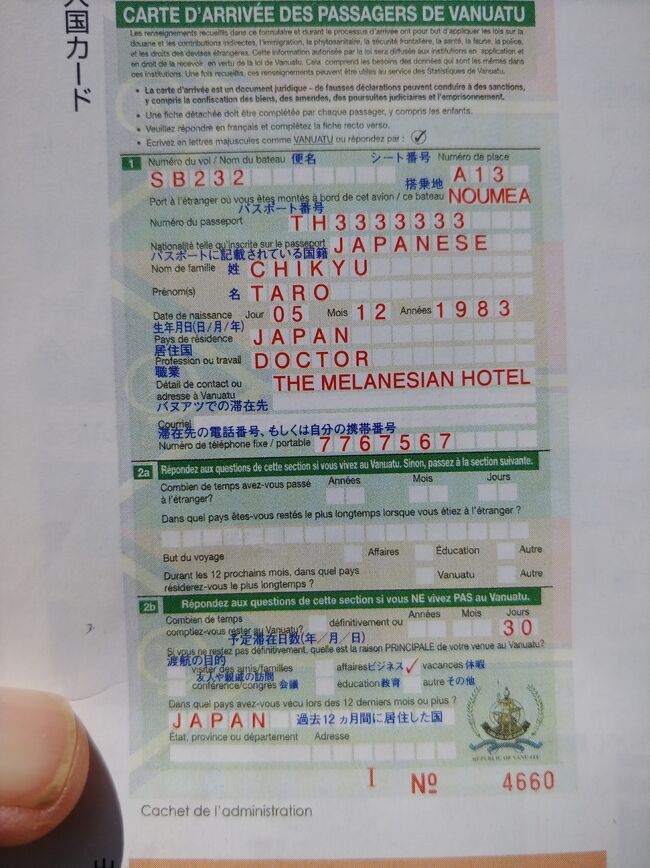 入国カード
CARTE D'ARRIVÉE DES PASSAGERS DE VANUATU
Les renseignements recueillis dans ce formulaire et durant le processus d'arrivée ont pour but d'appliquer les lois sur la
douane et les contributions indirectes, l'immigration, la phytosanitaire, la sécurité frontalière, la santé, la faune, la police,
et les droits des devises étrangères. Cette information autorisée par la loi sera diffusée aux institutions en application et
en droit de la recevoir en vertu de la loi de Vanuatu. Cela comprend les besoins des données qui sont les mêmes dans
ces institutions. Une fois recueillis, ces renseignements peuvent être utiles au service des Statistiques de Vanuatu.
• La carte d'arrivée est un document juridique – de fausses déclarations peuvent conduire à des sanctions,
y compris la confiscation des biens, des amendes, des poursuites judiciaires et l'emprisonnement.
• Une fiche détachée doit être complétée par chaque passager, y compris les enfants.
• Veuillez répondre en français et complétez la fiche recto verso.
• Écrivez en lettres majuscules comme VANUATU ou répondez par : ✓
1 Numéro du vol / Nom du bateau 便名 シート番号 Numéro de place
SB232 A13
搭乗地
Port à l'étranger où vous êtes montés à bord de cet avion / ce bateau NOUMEA
パスポート番号
Numéro du passeport TH3333333
Nationalité telle qu'inscrite sur le passeport JAPANESE
パスポートに記載されている国籍
Nom de famille 姓 CHIKYU
Prénom(s) 名 TARO
Date de naissance Jour 05 Mois 12 Années 1983
生年月日(日/月/年)
Pays de résidence JAPAN
居住国
Profession ou travail DOCTOR
職業
Détail de contact ou THE MELANESIAN HOTEL
adresse à Vanuatu
バヌアツでの滞在先
Courriel
滞在先の電話番号、もしくは自分の携帯番号
Numéro de téléphone fixe / portable 7767567
2a Répondez aux questions de cette section si vous vivez au Vanuatu. Sinon, passez à la section suivante.
Combien de temps avez-vous passé Années Mois Jours
à l'étranger?
Dans quel pays êtes-vous restés le plus longtemps lorsque vous étiez à l'étranger ?
But du voyage Affaires Éducation Autre
Durant les 12 prochains mois, dans quel pays Vanuatu Autre
résiderez-vous le plus longtemps ?
2b Répondez aux questions de cette section si vous NE vivez PAS au Vanuatu.
Combien de temps définitivement ou Années Mois Jours
comptiez-vous rester au Vanuatu? 30
予定滞在日数(年/月/日)
Si vous ne restez pas définitivement, quelle est la raison PRINCIPALE de votre venue au Vanuatu?
渡航の目的
visiter des amis/familles affaires ビジネス ✓ vacances 休暇
友人や親戚の訪問
conférence/congrès 会議 éducation 教育 autre その他
Dans quel pays avez-vous vécu lors des 12 derniers mois ou plus ?
JAPAN 過去12ヵ月間に居住した国
État, province ou département Adresse
REPUBLIC OF VANUATU
I Nº 4660
Cachet de l'administration